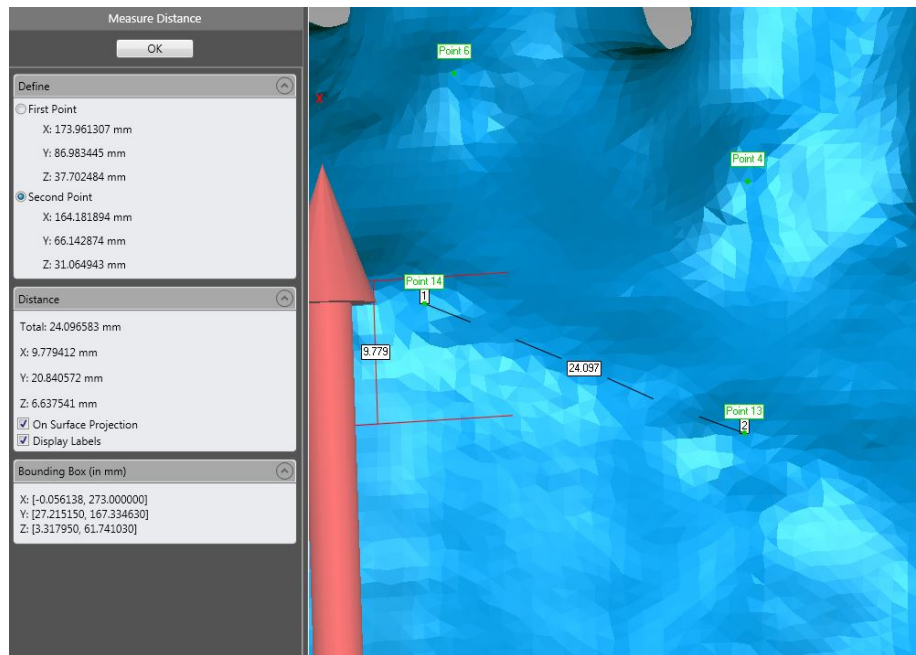 Measure Distance
OK
Define
First Point
X: 173.961307 mm
Y: 86.983445 mm
Z: 37.702484 mm
Second Point
X: 164.181894 mm
Y: 66.142874 mm
Z: 31.064943 mm
Distance
Total: 24.096583 mm
X: 9.779412 mm
Y: 20.840572 mm
Z: 6.637541 mm
On Surface Projection
Display Labels
Bounding Box (in mm)
X: [-0.056138, 273.000000]
Y: [27.215150, 167.334630]
Z: [3.317950, 61.741030]
Point 6
X
Point 4
Point 14
1
9.779
24.097
Point 13
2